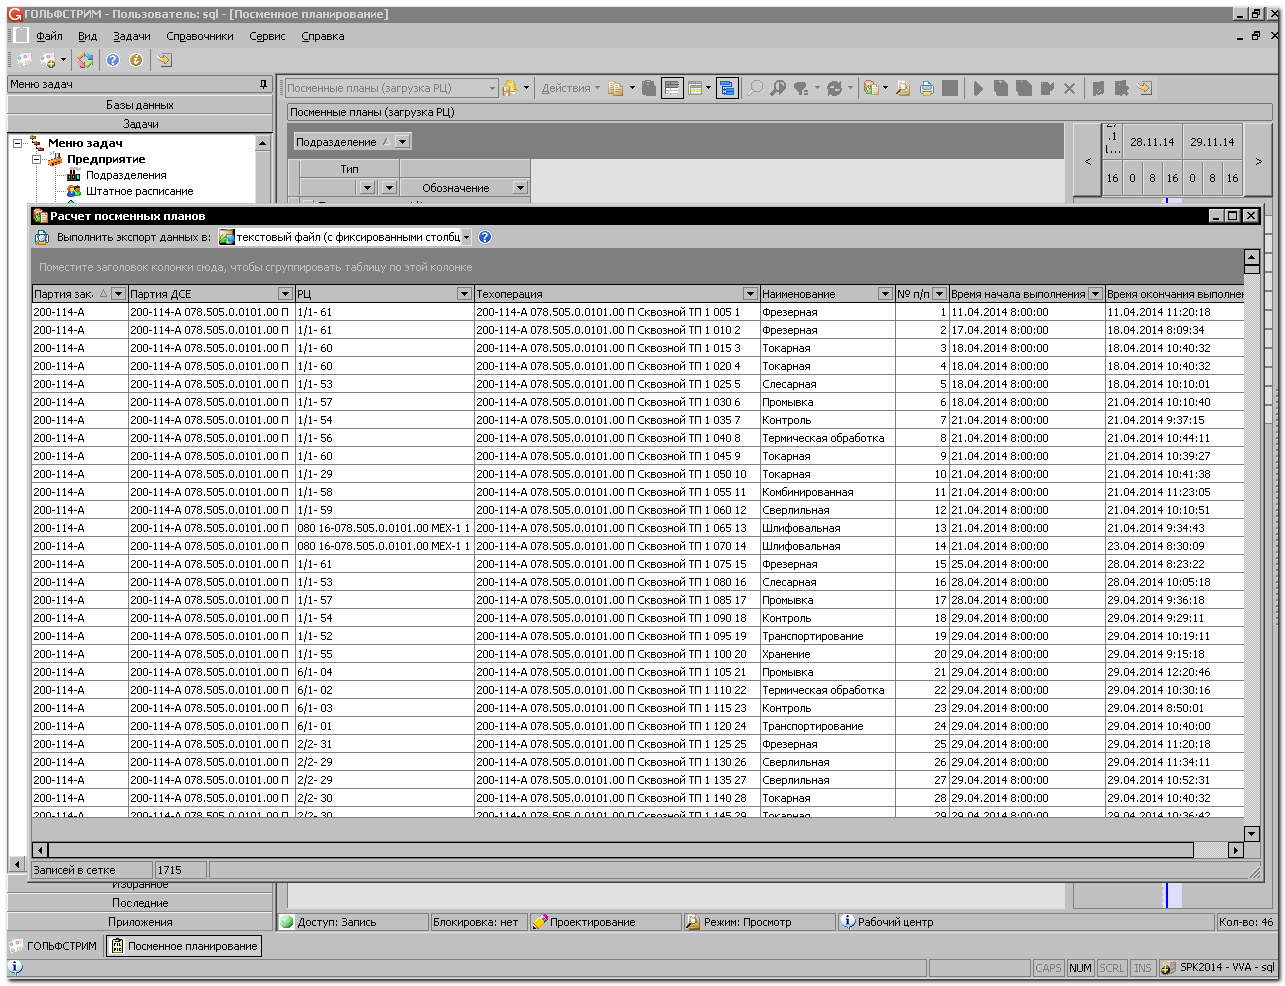 ГОЛЬФСТРИМ - Пользователь: sql - [Посменное планирование]
Файл Вид Задачи Справочники Сервис Справка
Меню задач
Посменные планы (загрузка РЦ) Действия
Базы данных
Задачи
Посменные планы (загрузка РЦ)
Меню задач
Предприятие
Подразделения
Штатное расписание
Подразделение
Тип
Обозначение
< 28.11.14 29.11.14 >
16 0 8 16 0 8 16
Расчет посменных планов
Выполнить экспорт данных в: текстовый файл (с фиксированными столбц
Поместите заголовок колонки сюда, чтобы сгруппировать таблицу по этой колонке
Партия зак. Партия ДСЕ РЦ Техоперация Наименование № п/п Время начала выполнения Время окончания выполнен
200-114-А 200-114-А 078.505.0.0101.00 П 1/1- 61 200-114-А 078.505.0.0101.00 П Сквозной ТП 1 005 1 Фрезерная 1 11.04.2014 8:00:00 11.04.2014 11:20:18
200-114-А 200-114-А 078.505.0.0101.00 П 1/1- 61 200-114-А 078.505.0.0101.00 П Сквозной ТП 1 010 2 Фрезерная 2 17.04.2014 8:00:00 18.04.2014 8:09:34
200-114-А 200-114-А 078.505.0.0101.00 П 1/1- 60 200-114-А 078.505.0.0101.00 П Сквозной ТП 1 015 3 Токарная 3 18.04.2014 8:00:00 18.04.2014 10:40:32
200-114-А 200-114-А 078.505.0.0101.00 П 1/1- 60 200-114-А 078.505.0.0101.00 П Сквозной ТП 1 020 4 Токарная 4 18.04.2014 8:00:00 18.04.2014 10:40:32
200-114-А 200-114-А 078.505.0.0101.00 П 1/1- 53 200-114-А 078.505.0.0101.00 П Сквозной ТП 1 025 5 Слесарная 5 18.04.2014 8:00:00 18.04.2014 10:10:01
200-114-А 200-114-А 078.505.0.0101.00 П 1/1- 57 200-114-А 078.505.0.0101.00 П Сквозной ТП 1 030 6 Промывка 6 18.04.2014 8:00:00 21.04.2014 10:10:40
200-114-А 200-114-А 078.505.0.0101.00 П 1/1- 54 200-114-А 078.505.0.0101.00 П Сквозной ТП 1 035 7 Контроль 7 21.04.2014 8:00:00 21.04.2014 9:37:15
200-114-А 200-114-А 078.505.0.0101.00 П 1/1- 56 200-114-А 078.505.0.0101.00 П Сквозной ТП 1 040 8 Термическая обработка 8 21.04.2014 8:00:00 21.04.2014 10:44:11
200-114-А 200-114-А 078.505.0.0101.00 П 1/1- 60 200-114-А 078.505.0.0101.00 П Сквозной ТП 1 045 9 Токарная 9 21.04.2014 8:00:00 21.04.2014 10:39:27
200-114-А 200-114-А 078.505.0.0101.00 П 1/1- 29 200-114-А 078.505.0.0101.00 П Сквозной ТП 1 050 10 Токарная 10 21.04.2014 8:00:00 21.04.2014 10:41:38
200-114-А 200-114-А 078.505.0.0101.00 П 1/1- 58 200-114-А 078.505.0.0101.00 П Сквозной ТП 1 055 11 Комбинированная 11 21.04.2014 8:00:00 21.04.2014 11:23:05
200-114-А 200-114-А 078.505.0.0101.00 П 1/1- 59 200-114-А 078.505.0.0101.00 П Сквозной ТП 1 060 12 Сверлильная 12 21.04.2014 8:00:00 21.04.2014 10:10:51
200-114-А 200-114-А 078.505.0.0101.00 П 080 16-078.505.0.0101.00 МЕХ-1 1 200-114-А 078.505.0.0101.00 П Сквозной ТП 1 065 13 Шлифовальная 13 21.04.2014 8:00:00 21.04.2014 9:34:43
200-114-А 200-114-А 078.505.0.0101.00 П 080 16-078.505.0.0101.00 МЕХ-1 1 200-114-А 078.505.0.0101.00 П Сквозной ТП 1 070 14 Шлифовальная 14 21.04.2014 8:00:00 23.04.2014 8:30:09
200-114-А 200-114-А 078.505.0.0101.00 П 1/1- 61 200-114-А 078.505.0.0101.00 П Сквозной ТП 1 075 15 Фрезерная 15 25.04.2014 8:00:00 28.04.2014 8:23:22
200-114-А 200-114-А 078.505.0.0101.00 П 1/1- 53 200-114-А 078.505.0.0101.00 П Сквозной ТП 1 080 16 Слесарная 16 28.04.2014 8:00:00 28.04.2014 10:05:18
200-114-А 200-114-А 078.505.0.0101.00 П 1/1- 57 200-114-А 078.505.0.0101.00 П Сквозной ТП 1 085 17 Промывка 17 28.04.2014 8:00:00 29.04.2014 9:36:18
200-114-А 200-114-А 078.505.0.0101.00 П 1/1- 54 200-114-А 078.505.0.0101.00 П Сквозной ТП 1 090 18 Контроль 18 29.04.2014 8:00:00 29.04.2014 9:29:11
200-114-А 200-114-А 078.505.0.0101.00 П 1/1- 52 200-114-А 078.505.0.0101.00 П Сквозной ТП 1 095 19 Транспортирование 19 29.04.2014 8:00:00 29.04.2014 10:19:11
200-114-А 200-114-А 078.505.0.0101.00 П 1/1- 55 200-114-А 078.505.0.0101.00 П Сквозной ТП 1 100 20 Хранение 20 29.04.2014 8:00:00 29.04.2014 9:15:18
200-114-А 200-114-А 078.505.0.0101.00 П 6/1- 04 200-114-А 078.505.0.0101.00 П Сквозной ТП 1 105 21 Промывка 21 29.04.2014 8:00:00 29.04.2014 12:20:46
200-114-А 200-114-А 078.505.0.0101.00 П 6/1- 02 200-114-А 078.505.0.0101.00 П Сквозной ТП 1 110 22 Термическая обработка 22 29.04.2014 8:00:00 29.04.2014 10:30:16
200-114-А 200-114-А 078.505.0.0101.00 П 6/1- 03 200-114-А 078.505.0.0101.00 П Сквозной ТП 1 115 23 Контроль 23 29.04.2014 8:00:00 29.04.2014 8:50:01
200-114-А 200-114-А 078.505.0.0101.00 П 6/1- 01 200-114-А 078.505.0.0101.00 П Сквозной ТП 1 120 24 Транспортирование 24 29.04.2014 8:00:00 29.04.2014 10:40:00
200-114-А 200-114-А 078.505.0.0101.00 П 2/2- 31 200-114-А 078.505.0.0101.00 П Сквозной ТП 1 125 25 Фрезерная 25 29.04.2014 8:00:00 29.04.2014 11:20:18
200-114-А 200-114-А 078.505.0.0101.00 П 2/2- 29 200-114-А 078.505.0.0101.00 П Сквозной ТП 1 130 26 Сверлильная 26 29.04.2014 8:00:00 29.04.2014 11:34:11
200-114-А 200-114-А 078.505.0.0101.00 П 2/2- 29 200-114-А 078.505.0.0101.00 П Сквозной ТП 1 135 27 Сверлильная 27 29.04.2014 8:00:00 29.04.2014 10:52:31
200-114-А 200-114-А 078.505.0.0101.00 П 2/2- 30 200-114-А 078.505.0.0101.00 П Сквозной ТП 1 140 28 Токарная 28 29.04.2014 8:00:00 29.04.2014 10:40:32
200-114-А 200-114-А 078.505.0.0101.00 П 2/2- 30 200-114-А 078.505.0.0101.00 П Сквозной ТП 1 145 29 Токарная 29 29.04.2014 8:00:00 29.04.2014 10:36:42
Записей в сетке 1715
Избранное
Последние
Приложения
Доступ: Запись Блокировка: нет Проектирование Режим: Просмотр Рабочий центр Кол-во: 46
ГОЛЬФСТРИМ Посменное планирование
CAPS NUM SCRL INS SPK2014 - VVA - sql